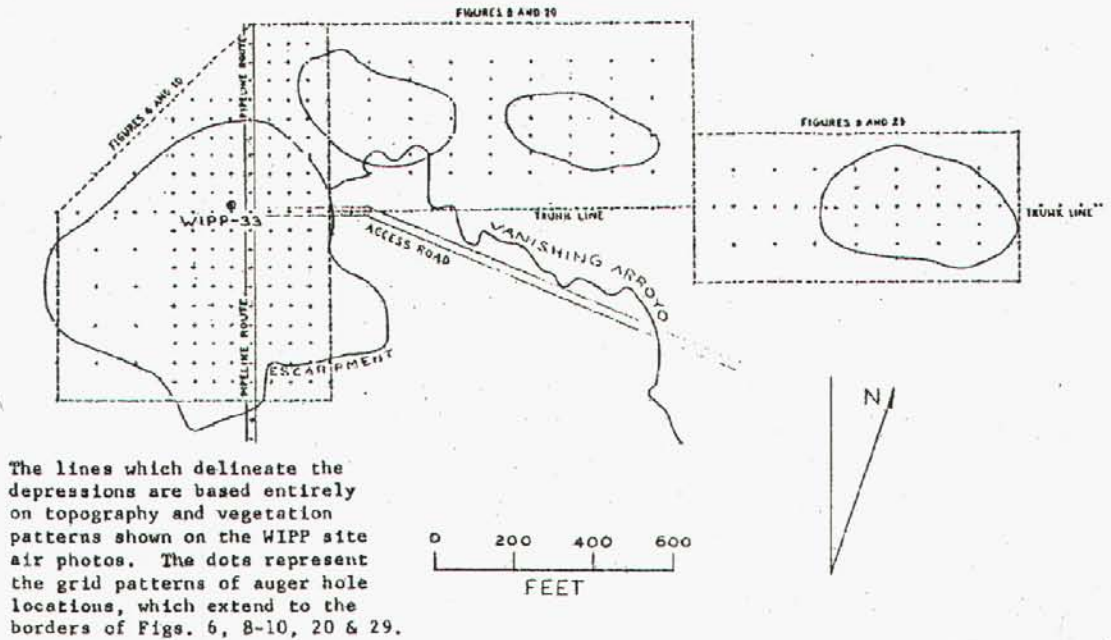 FIGURES 8 AND 20
FIGURES 6 AND 10
PIPELINE ROUTE
FIGURES 9 AND 29
WIPP-33
TRUNK LINE
TRUNK LINE
ACCESS ROAD
VANISHING ARROYO
PIPELINE ROUTE
ESCARPMENT
N
The lines which delineate the
depressions are based entirely
on topography and vegetation
patterns shown on the WIPP site
air photos. The dots represent
the grid patterns of auger hole
locations, which extend to the
borders of Figs. 6, 8-10, 20 & 29.
0 200 400 600
FEET